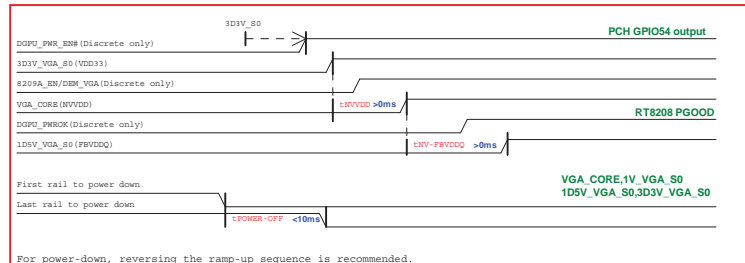 3D3V_S0
PCH GPIO54 output
DGPU_PWR_EN#(Discrete only)
3D3V_VGA_S0(VDD33)
8209A_EN/DEM_VGA(Discrete only)
VGA_CORE(NVVDD)
tNVVDD >0ms
DGPU_PWROK(Discrete only)
RT8208 PGOOD
1D5V_VGA_S0(FBVDDQ)
tNV-FBVDDQ >0ms
VGA_CORE,1V_VGA_S0
First rail to power down
1D5V_VGA_S0,3D3V_VGA_S0
Last rail to power down
tPOWER-OFF <10ms
For power-down, reversing the ramp-up sequence is recommended.